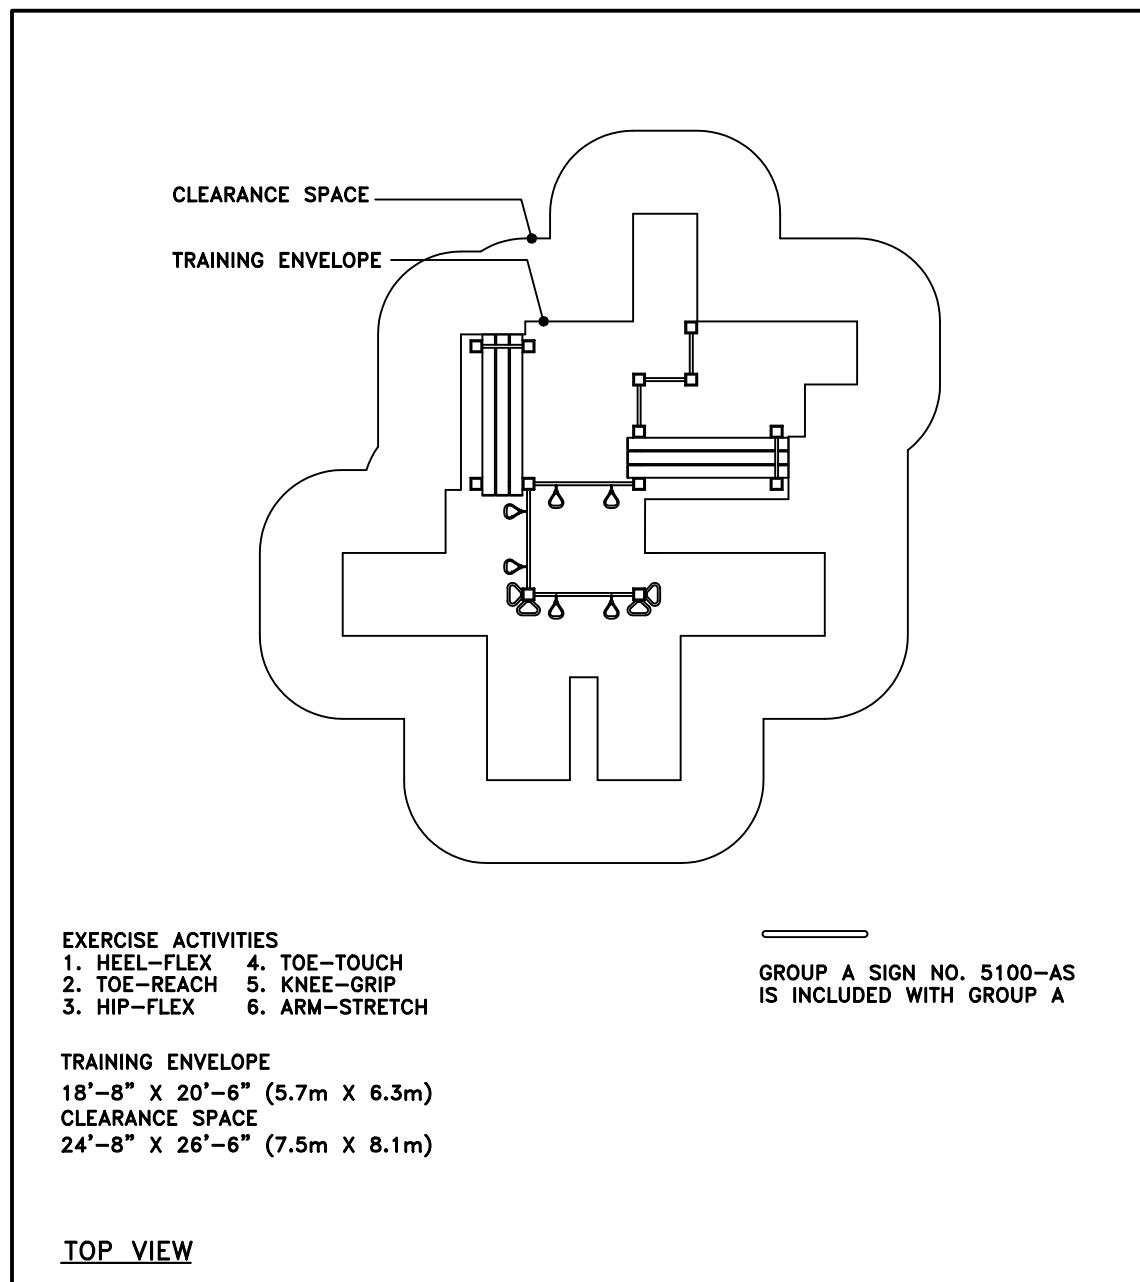 CLEARANCE SPACE
TRAINING ENVELOPE
EXERCISE ACTIVITIES
1. HEEL-FLEX 4. TOE-TOUCH
2. TOE-REACH 5. KNEE-GRIP
3. HIP-FLEX 6. ARM-STRETCH
GROUP A SIGN NO. 5100-AS
IS INCLUDED WITH GROUP A
TRAINING ENVELOPE
18'-8" X 20'-6" (5.7m X 6.3m)
CLEARANCE SPACE
24'-8" X 26'-6" (7.5m X 8.1m)
TOP VIEW